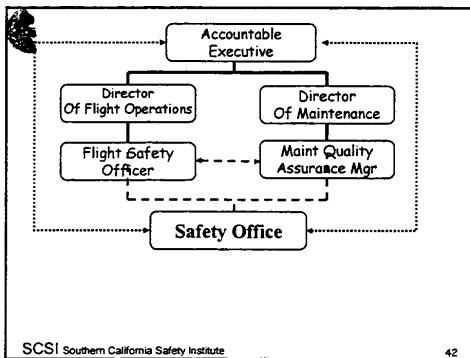 Accountable
Executive
Director
Of Flight Operations
Director
Of Maintenance
Flight Safety
Officer
Maint Quality
Assurance Mgr
Safety Office
SCSI Southern California Safety Institute
42